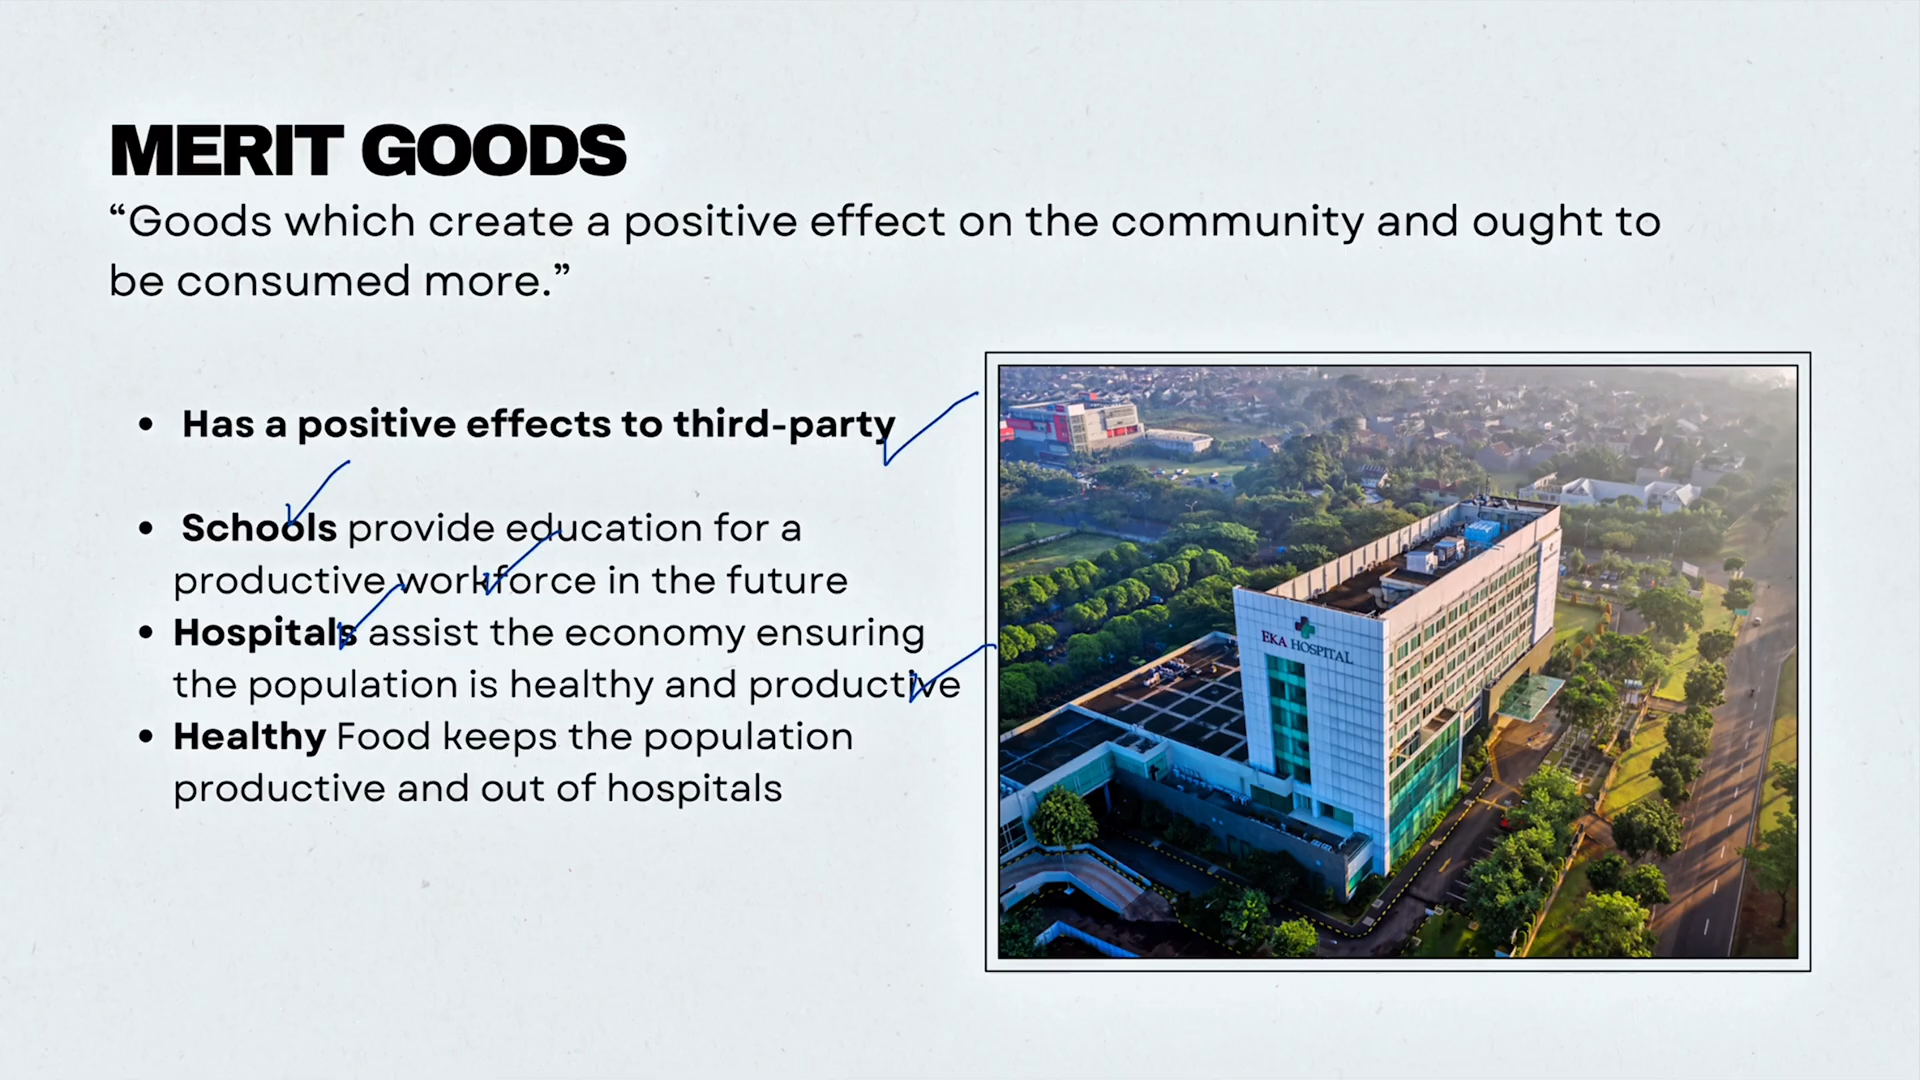 MERIT GOODS
“Goods which create a positive effect on the community and ought to
be consumed more.”
• Has a positive effects to third-party
• Schools provide education for a
productive workforce in the future
• Hospitals assist the economy ensuring
the population is healthy and productive
• Healthy Food keeps the population
productive and out of hospitals
EKA HOSPITAL